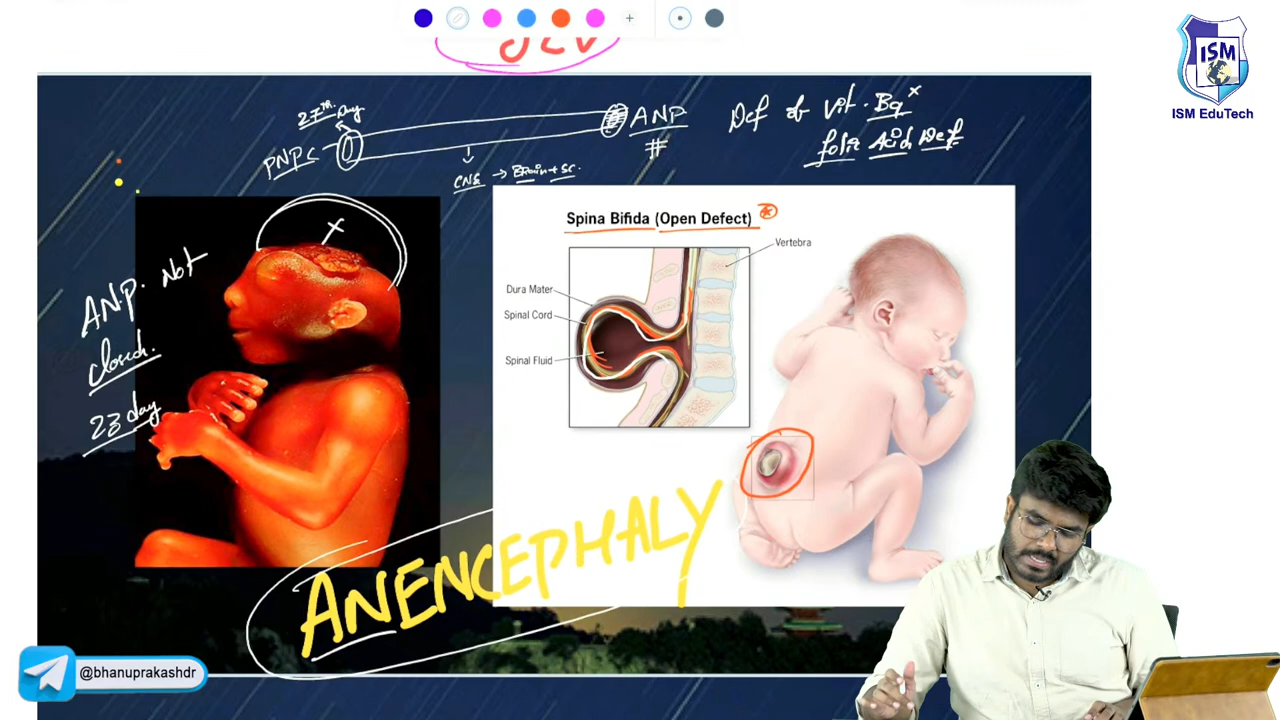 ISM
ISM EduTech
27th Day
ANP
#
PNPC
CNS → Brain + SC.
Def of Vit. B9 x
folic Acid Def
Spina Bifida (Open Defect)
Vertebra
Dura Mater
Spinal Cord
Spinal Fluid
x
A.N.P. Not
closed.
23 day
ANENCEPHALY
@bhanuprakashdr